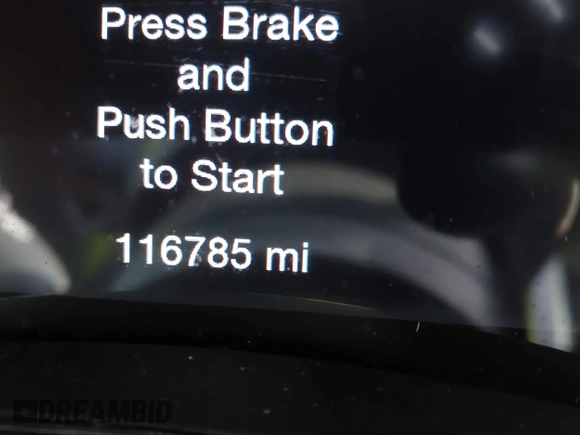 Press Brake
and
Push Button
to Start
116785 mi
DREAMBID